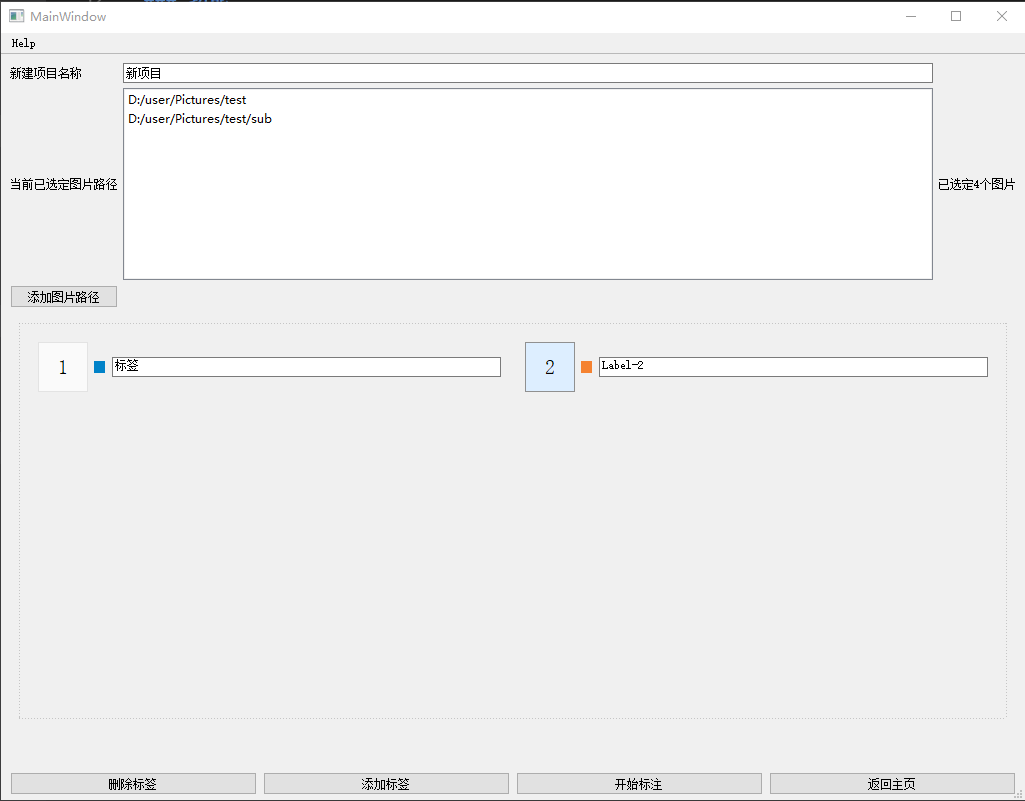 MainWindow
Help
新建项目名称 新项目
D:/user/Pictures/test
D:/user/Pictures/test/sub
当前已选定图片路径 已选定4个图片
添加图片路径
1 标签 2 Label-2
删除标签 添加标签 开始标注 返回主页